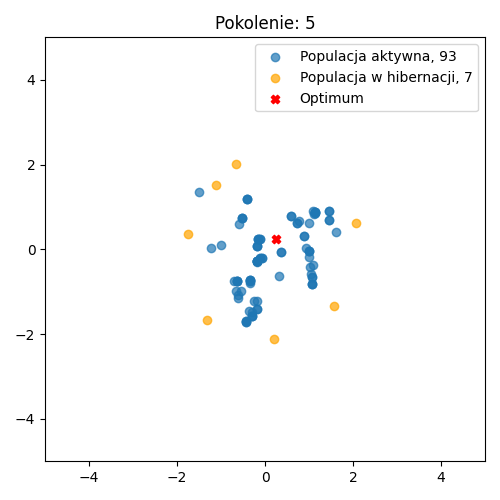 Pokolenie: 5
Populacja aktywna, 93
Populacja w hibernacji, 7
Optimum
4
2
0
−2
−4
−4 −2 0 2 4